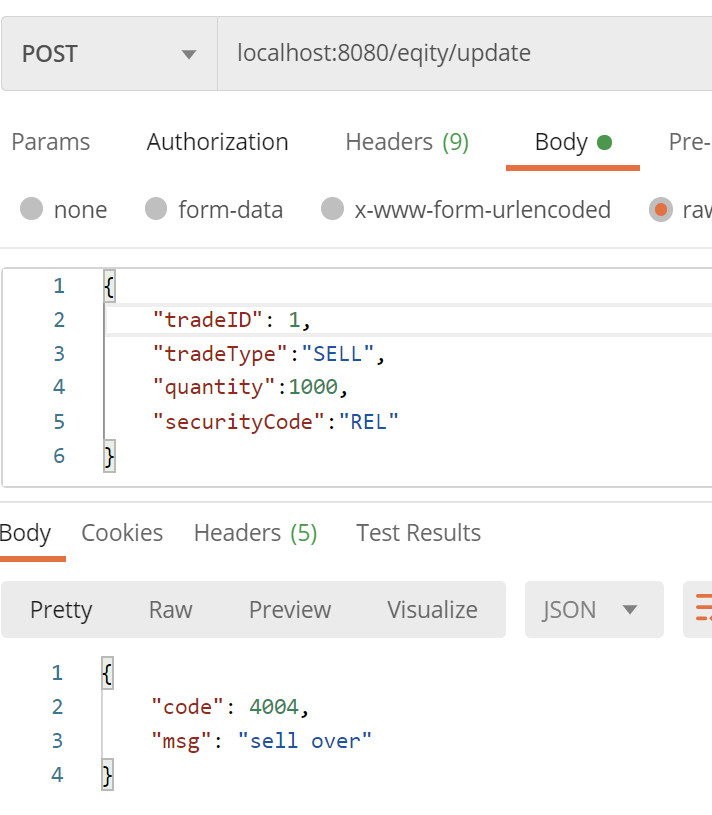 POST localhost:8080/eqity/update
Params Authorization Headers (9) Body Pre-
none form-data x-www-form-urlencoded raw
1 {
2 "tradeID": 1,
3 "tradeType":"SELL",
4 "quantity":1000,
5 "securityCode":"REL"
6 }
Body Cookies Headers (5) Test Results
Pretty Raw Preview Visualize JSON
1 {
2 "code": 4004,
3 "msg": "sell over"
4 }